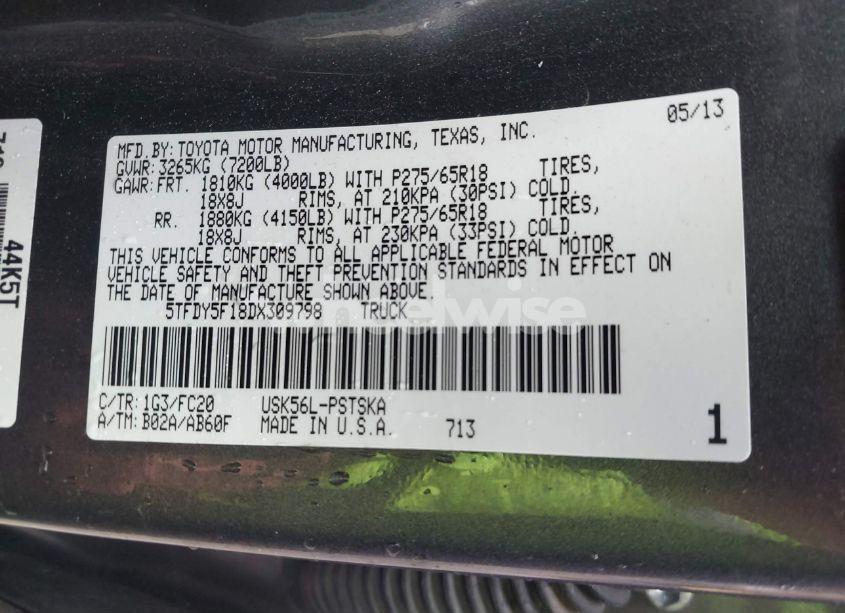 05/13
MFD.BY:TOYOTA MOTOR MANUFACTURING, TEXAS, INC.
GVWR:3265KG (7200LB)
GAWR:FRT. 1810KG (4000LB) WITH P275/65R18 TIRES,
18X8J RIMS, AT 210KPA (30PSI) COLD.
RR. 1880KG (4150LB) WITH P275/65R18 TIRES,
18X8J RIMS, AT 230KPA (33PSI) COLD.
THIS VEHICLE CONFORMS TO ALL APPLICABLE FEDERAL MOTOR
VEHICLE SAFETY AND THEFT PREVENTION STANDARDS IN EFFECT ON
THE DATE OF MANUFACTURE SHOWN ABOVE.
5TFDY5F18DX309798 TRUCK
C/TR:1G3/FC20 USK56L-PSTSKA
A/TM:B02A/AB60F MADE IN U.S.A. 713
1
44K5T